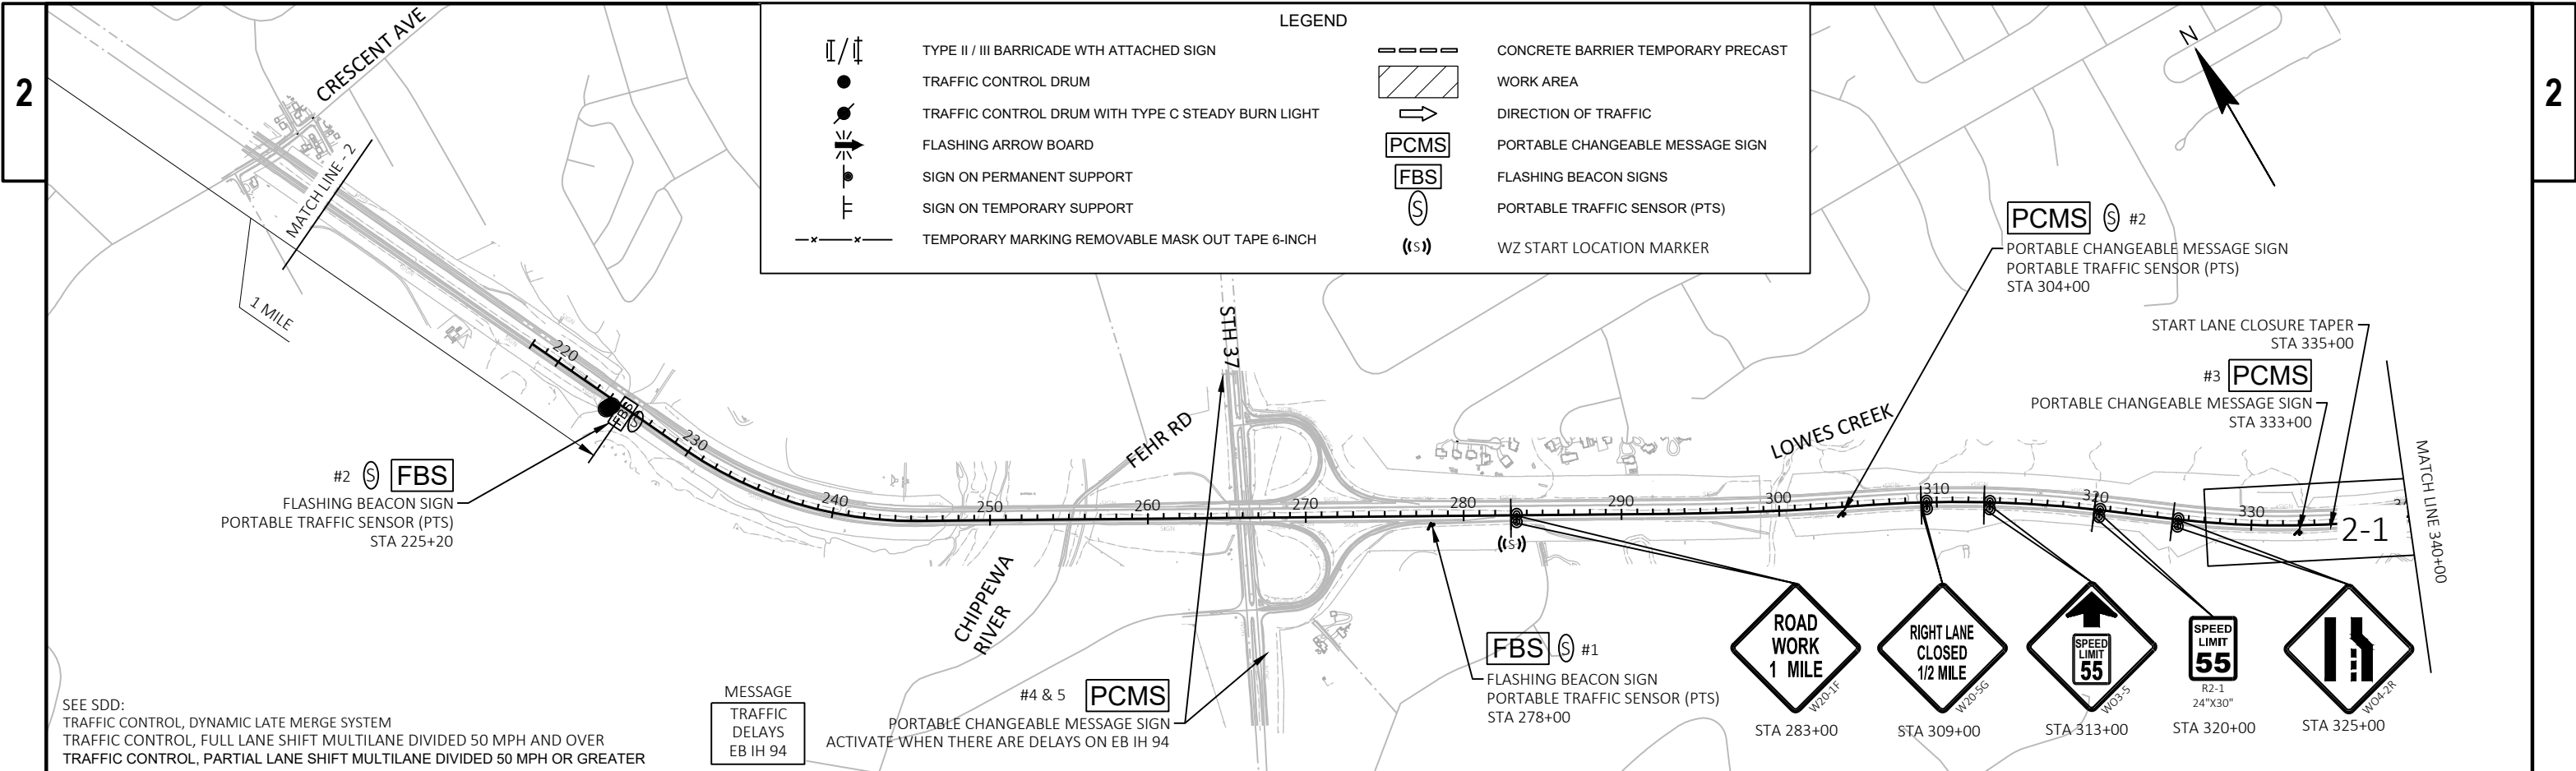 2
2
LEGEND
TYPE II / III BARRICADE WTH ATTACHED SIGN
TRAFFIC CONTROL DRUM
TRAFFIC CONTROL DRUM WITH TYPE C STEADY BURN LIGHT
FLASHING ARROW BOARD
SIGN ON PERMANENT SUPPORT
SIGN ON TEMPORARY SUPPORT
TEMPORARY MARKING REMOVABLE MASK OUT TAPE 6-INCH
CONCRETE BARRIER TEMPORARY PRECAST
WORK AREA
DIRECTION OF TRAFFIC
PCMS PORTABLE CHANGEABLE MESSAGE SIGN
FBS FLASHING BEACON SIGNS
S PORTABLE TRAFFIC SENSOR (PTS)
((S)) WZ START LOCATION MARKER
N
CRESCENT AVE
MATCH LINE - 2
1 MILE
220
230
240
250
260
270
280
290
300
310
320
330
FBS
S
#2 S FBS
FLASHING BEACON SIGN
PORTABLE TRAFFIC SENSOR (PTS)
STA 225+20
CHIPPEWA
RIVER
FEHR RD
STH 37
LOWES CREEK
((S))
PCMS S #2
PORTABLE CHANGEABLE MESSAGE SIGN
PORTABLE TRAFFIC SENSOR (PTS)
STA 304+00
START LANE CLOSURE TAPER
STA 335+00
#3 PCMS
PORTABLE CHANGEABLE MESSAGE SIGN
STA 333+00
2-1
MATCH LINE 340+00
SEE SDD:
TRAFFIC CONTROL, DYNAMIC LATE MERGE SYSTEM
TRAFFIC CONTROL, FULL LANE SHIFT MULTILANE DIVIDED 50 MPH AND OVER
TRAFFIC CONTROL, PARTIAL LANE SHIFT MULTILANE DIVIDED 50 MPH OR GREATER
MESSAGE
TRAFFIC
DELAYS
EB IH 94
#4 & 5 PCMS
PORTABLE CHANGEABLE MESSAGE SIGN
ACTIVATE WHEN THERE ARE DELAYS ON EB IH 94
FBS S #1
FLASHING BEACON SIGN
PORTABLE TRAFFIC SENSOR (PTS)
STA 278+00
ROAD
WORK
1 MILE
W20-1F
STA 283+00
RIGHT LANE
CLOSED
1/2 MILE
W20-5G
STA 309+00
SPEED
LIMIT
55
WO3-5
STA 313+00
SPEED
LIMIT
55
R2-1
24"X30"
STA 320+00
WO4-2R
STA 325+00